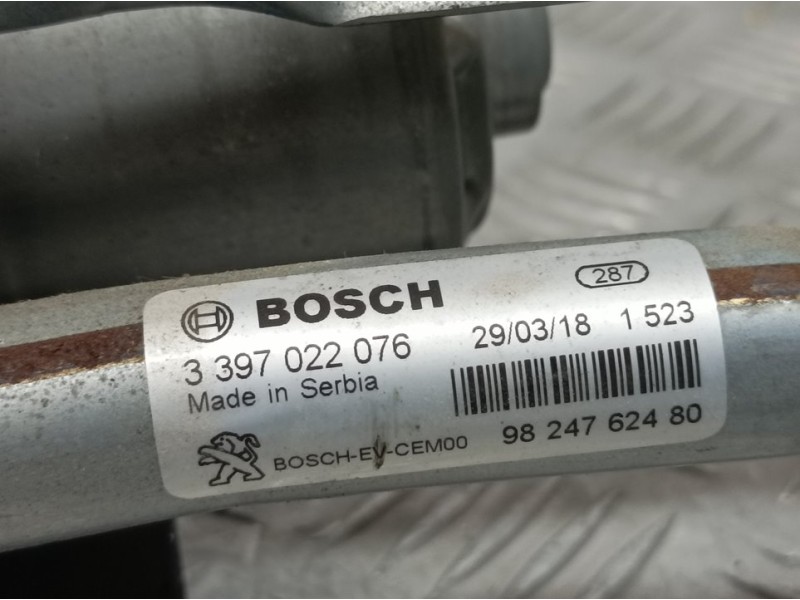 287
BOSCH
29/03/18 1 523
3 397 022 076
Made in Serbia
98 247 624 80
BOSCH-EV-CEM00